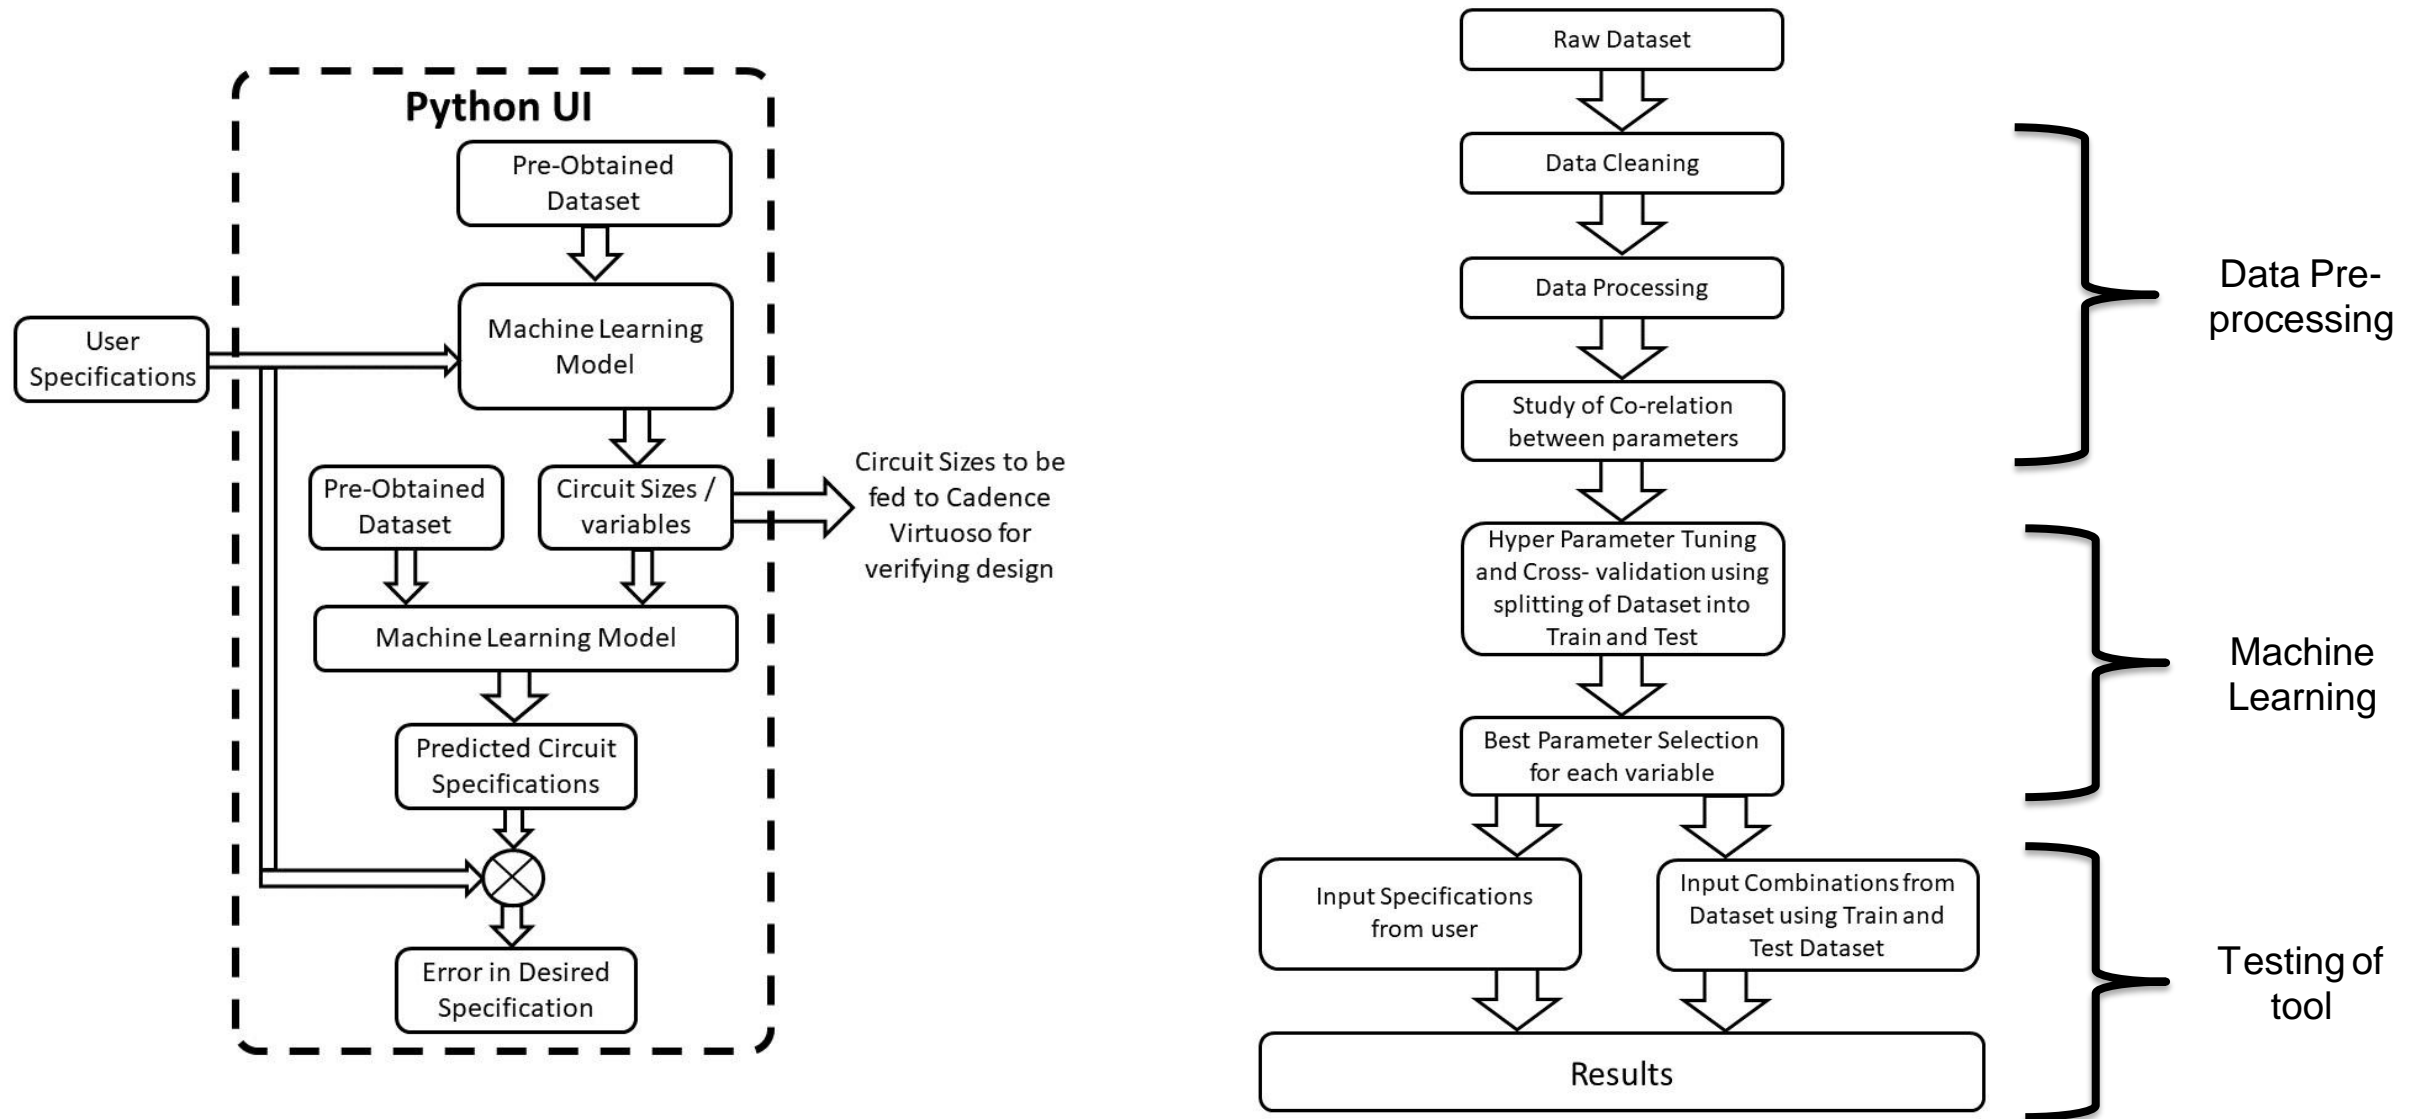 Python UI
Pre-Obtained
Dataset
Machine Learning
Model
User
Specifications
Pre-Obtained
Dataset
Circuit Sizes /
variables
Circuit Sizes to be
fed to Cadence
Virtuoso for
verifying design
Machine Learning Model
Predicted Circuit
Specifications
Error in Desired
Specification
Raw Dataset
Data Cleaning
Data Processing
Study of Co-relation
between parameters
Hyper Parameter Tuning
and Cross- validation using
splitting of Dataset into
Train and Test
Best Parameter Selection
for each variable
Input Specifications
from user
Input Combinations from
Dataset using Train and
Test Dataset
Results
Data Pre-
processing
Machine
Learning
Testing of
tool